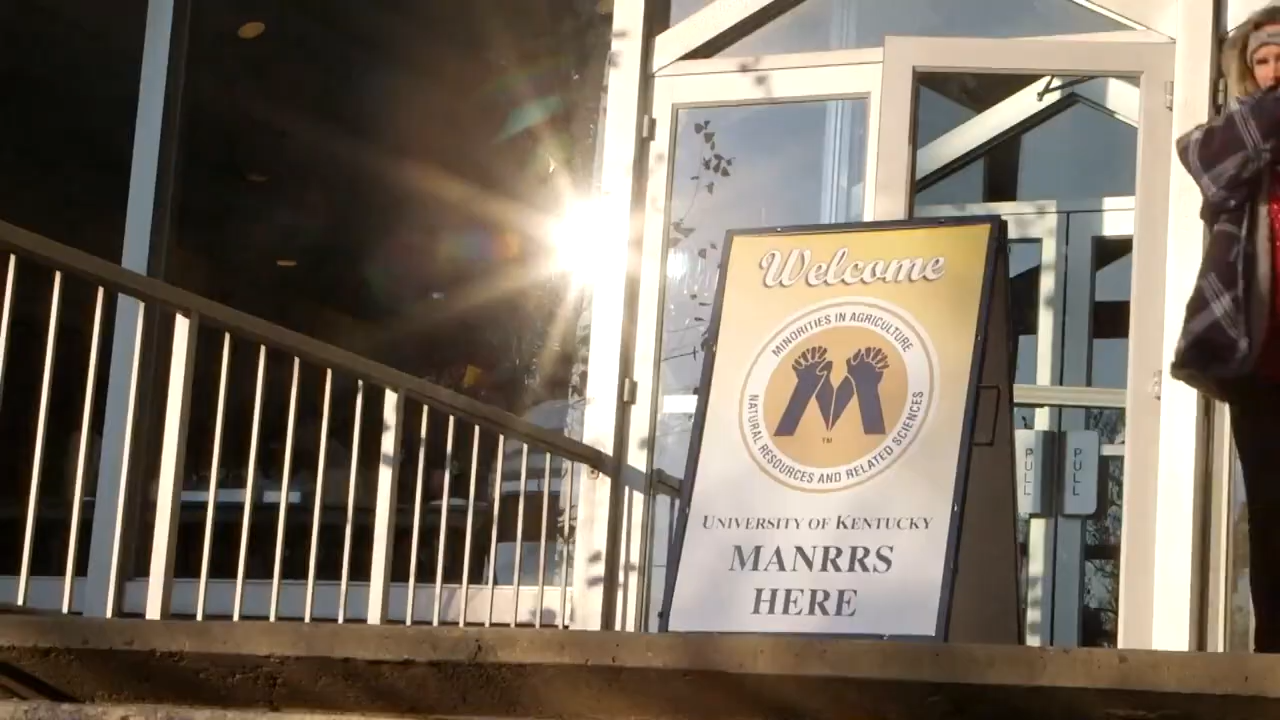 Welcome
MINORITIES IN AGRICULTURE
NATURAL RESOURCES AND RELATED SCIENCES
TM
UNIVERSITY OF KENTUCKY
MANRRS
HERE
PULL
PULL